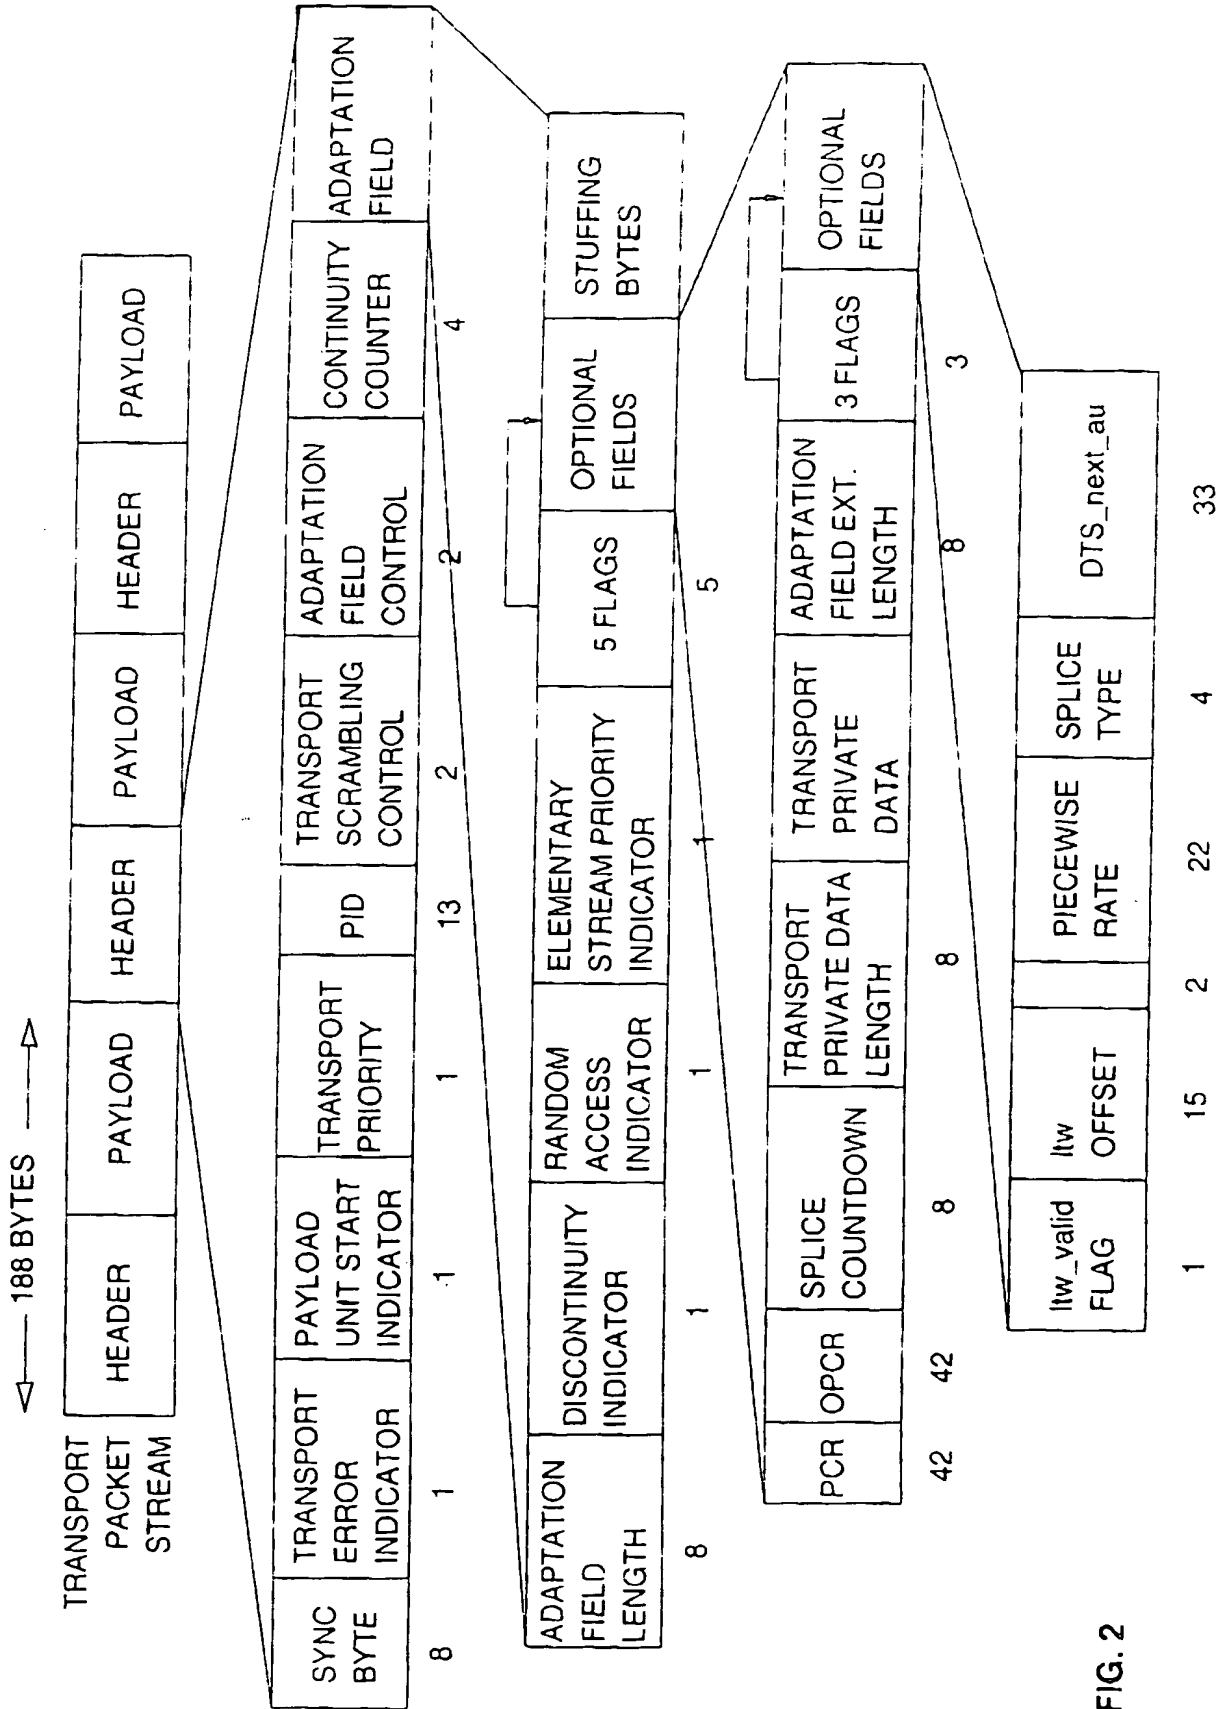 188 BYTES
TRANSPORT
PACKET
STREAM
HEADER
PAYLOAD
HEADER
PAYLOAD
HEADER
PAYLOAD
SYNC
BYTE
TRANSPORT
ERROR
INDICATOR
PAYLOAD
UNIT START
INDICATOR
TRANSPORT
PRIORITY
PID
TRANSPORT
SCRAMBLING
CONTROL
ADAPTATION
FIELD
CONTROL
CONTINUITY
COUNTER
ADAPTATION
FIELD
8
1
1
1
13
2
2
4
ADAPTATION
FIELD
LENGTH
DISCONTINUITY
INDICATOR
RANDOM
ACCESS
INDICATOR
ELEMENTARY
STREAM PRIORITY
INDICATOR
5 FLAGS
OPTIONAL
FIELDS
STUFFING
BYTES
8
1
1
1
5
PCR
OPCR
SPLICE
COUNTDOWN
TRANSPORT
PRIVATE DATA
LENGTH
TRANSPORT
PRIVATE
DATA
ADAPTATION
FIELD EXT.
LENGTH
3 FLAGS
OPTIONAL
FIELDS
42
42
8
8
8
3
ltw_valid
FLAG
ltw
OFFSET
PIECEWISE
RATE
SPLICE
TYPE
DTS_next_au
1
15
2
22
4
33
FIG. 2